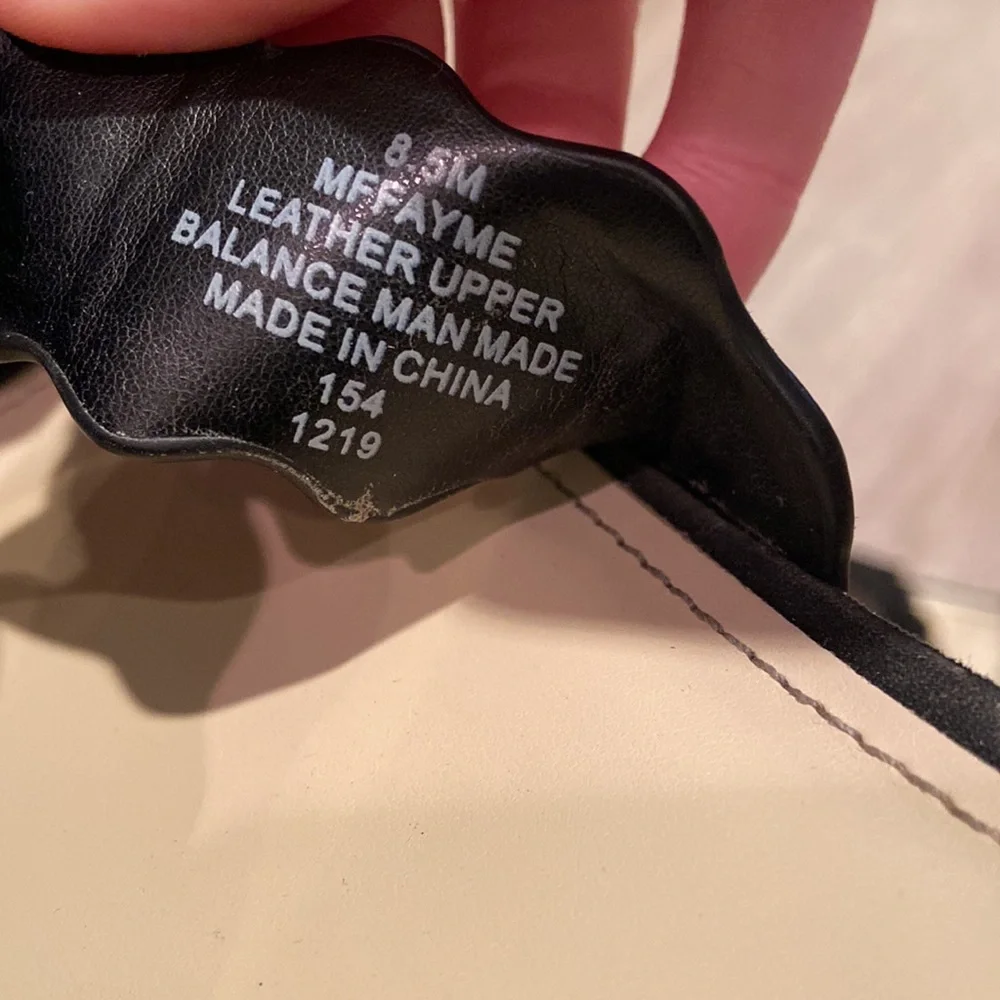 8.5M
MFFAYME
LEATHER UPPER
BALANCE MAN MADE
MADE IN CHINA
154
1219